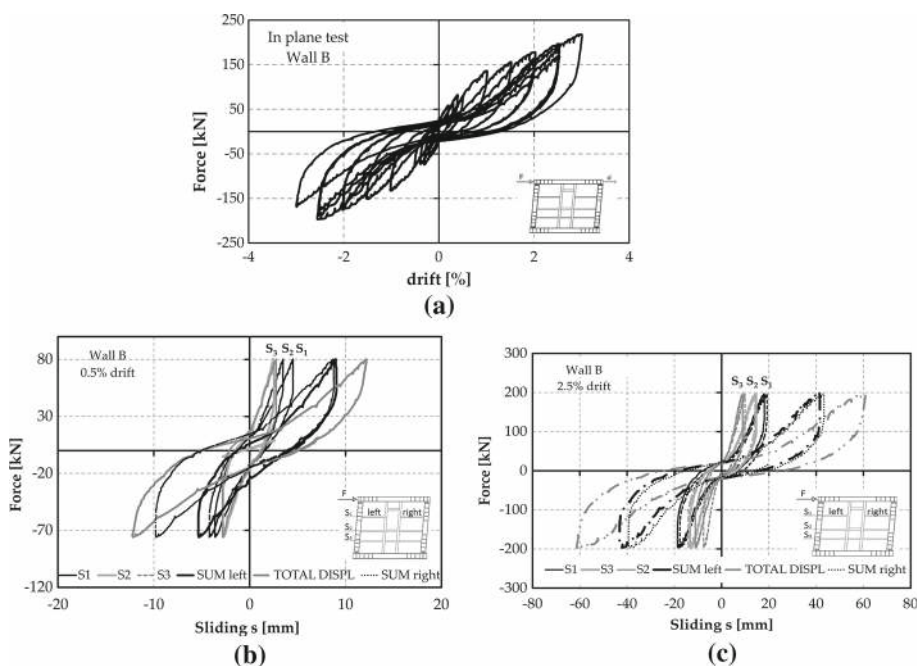 250
150
50
-50
-150
-250
Force [kN]
In plane test
Wall B
F
d
-4
-2
0
2
4
drift [%]
(a)
80
30
-20
-70
-120
Force [kN]
Wall B
0.5% drift
S3 S2 S1
F
left
right
S1
S1 S2 S3 SUM left TOTAL DISPL SUM right
-20
-10
0
10
20
Sliding s [mm]
(b)
300
200
100
0
-100
-200
-300
Force [kN]
Wall B
2.5% drift
S3 S2 S3
F
left
right
S1
S1 S3 S2 SUM left TOTAL DISPL SUM right
-80
-60
-40
-20
0
20
40
60
80
Sliding s [mm]
(c)